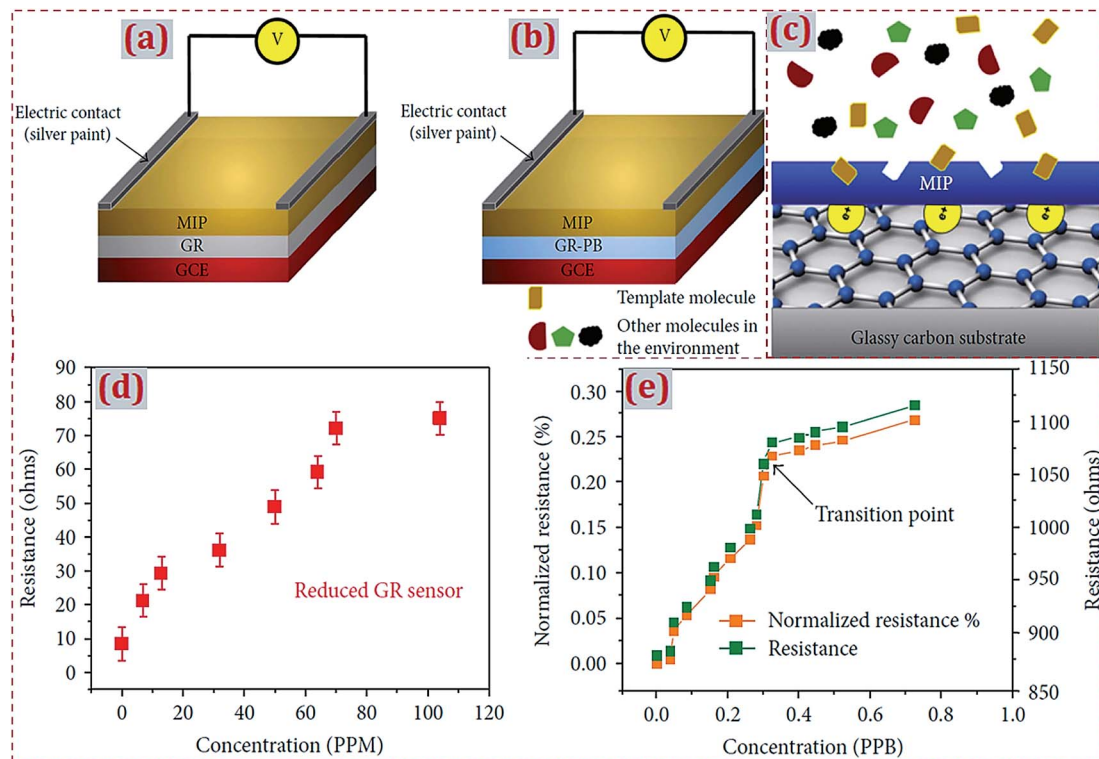 (a)
V
Electric contact
(silver paint)
MIP
GR
GCE
(b)
V
Electric contact
(silver paint)
MIP
GR-PB
GCE
Template molecule
Other molecules in
the environment
(c)
MIP
e+
e+
e+
Glassy carbon substrate
(d)
Resistance (ohms)
90
80
70
60
50
40
30
20
10
0
Reduced GR sensor
0 20 40 60 80 100 120
Concentration (PPM)
(e)
Normalized resistance (%)
0.30
0.25
0.20
0.15
0.10
0.05
0.00
Transition point
Normalized resistance %
Resistance
0.0 0.2 0.4 0.6 0.8 1.0
Concentration (PPB)
1150
1100
1050
1000
950
900
850
Resistance (ohms)